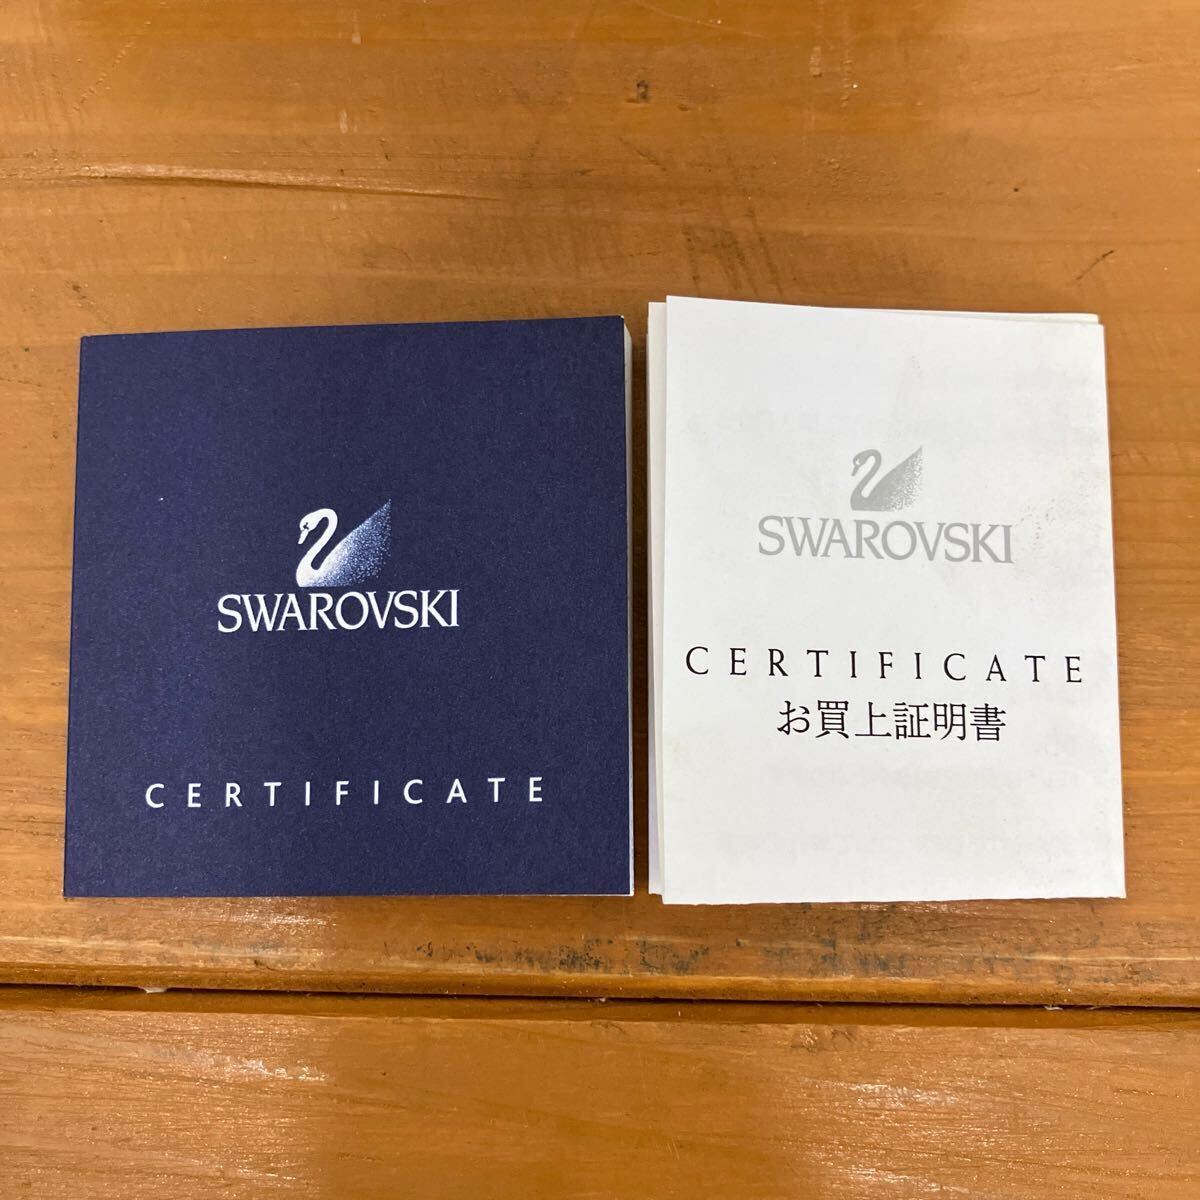 SWAROVSKI
CERTIFICATE
SWAROVSKI
CERTIFICATE
お買上証明書